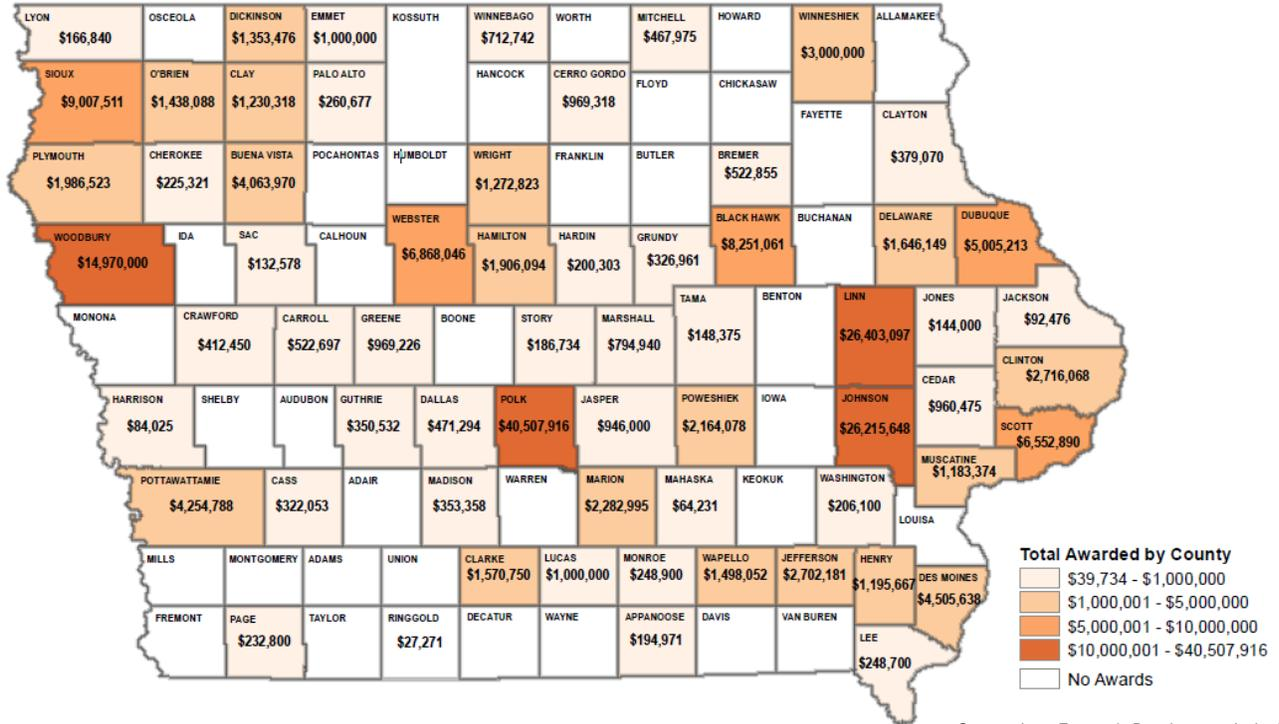 LYON
$166,840
OSCEOLA
DICKINSON
$1,353,476
EMMET
$1,000,000
KOSSUTH
WINNEBAGO
$712,742
WORTH
MITCHELL
$467,975
HOWARD
WINNESHIEK
$3,000,000
ALLAMAKEE
SIOUX
$9,007,511
O'BRIEN
$1,438,088
CLAY
$1,230,318
PALO ALTO
$260,677
HANCOCK
CERRO GORDO
$969,318
FLOYD
CHICKASAW
FAYETTE
CLAYTON
$379,070
PLYMOUTH
$1,986,523
CHEROKEE
$225,321
BUENA VISTA
$4,063,970
POCAHONTAS
HUMBOLDT
WRIGHT
$1,272,823
FRANKLIN
BUTLER
BREMER
$522,855
WOODBURY
$14,970,000
IDA
SAC
$132,578
CALHOUN
WEBSTER
$6,868,046
HAMILTON
$1,906,094
HARDIN
$200,303
GRUNDY
$326,961
BLACK HAWK
$8,251,061
BUCHANAN
DELAWARE
$1,646,149
DUBUQUE
$5,005,213
MONONA
CRAWFORD
$412,450
CARROLL
$522,697
GREENE
$969,226
BOONE
STORY
$186,734
MARSHALL
$794,940
TAMA
$148,375
BENTON
LINN
$26,403,097
JONES
$144,000
JACKSON
$92,476
CLINTON
$2,716,068
CEDAR
$960,475
HARRISON
$84,025
SHELBY
AUDUBON
GUTHRIE
$350,532
DALLAS
$471,294
POLK
$40,507,916
JASPER
$946,000
POWESHIEK
$2,164,078
IOWA
JOHNSON
$26,215,648
SCOTT
$6,552,890
MUSCATINE
$1,183,374
POTTAWATTAMIE
$4,254,788
CASS
$322,053
ADAIR
MADISON
$353,358
WARREN
MARION
$2,282,995
MAHASKA
$64,231
KEOKUK
WASHINGTON
$206,100
LOUISA
MILLS
MONTGOMERY
ADAMS
UNION
CLARKE
$1,570,750
LUCAS
$1,000,000
MONROE
$248,900
WAPELLO
$1,498,052
JEFFERSON
$2,702,181
HENRY
$1,195,667
DES MOINES
$4,505,638
FREMONT
PAGE
$232,800
TAYLOR
RINGGOLD
$27,271
DECATUR
WAYNE
APPANOOSE
$194,971
DAVIS
VAN BUREN
LEE
$248,700
Total Awarded by County
$39,734 - $1,000,000
$1,000,001 - $5,000,000
$5,000,001 - $10,000,000
$10,000,001 - $40,507,916
No Awards